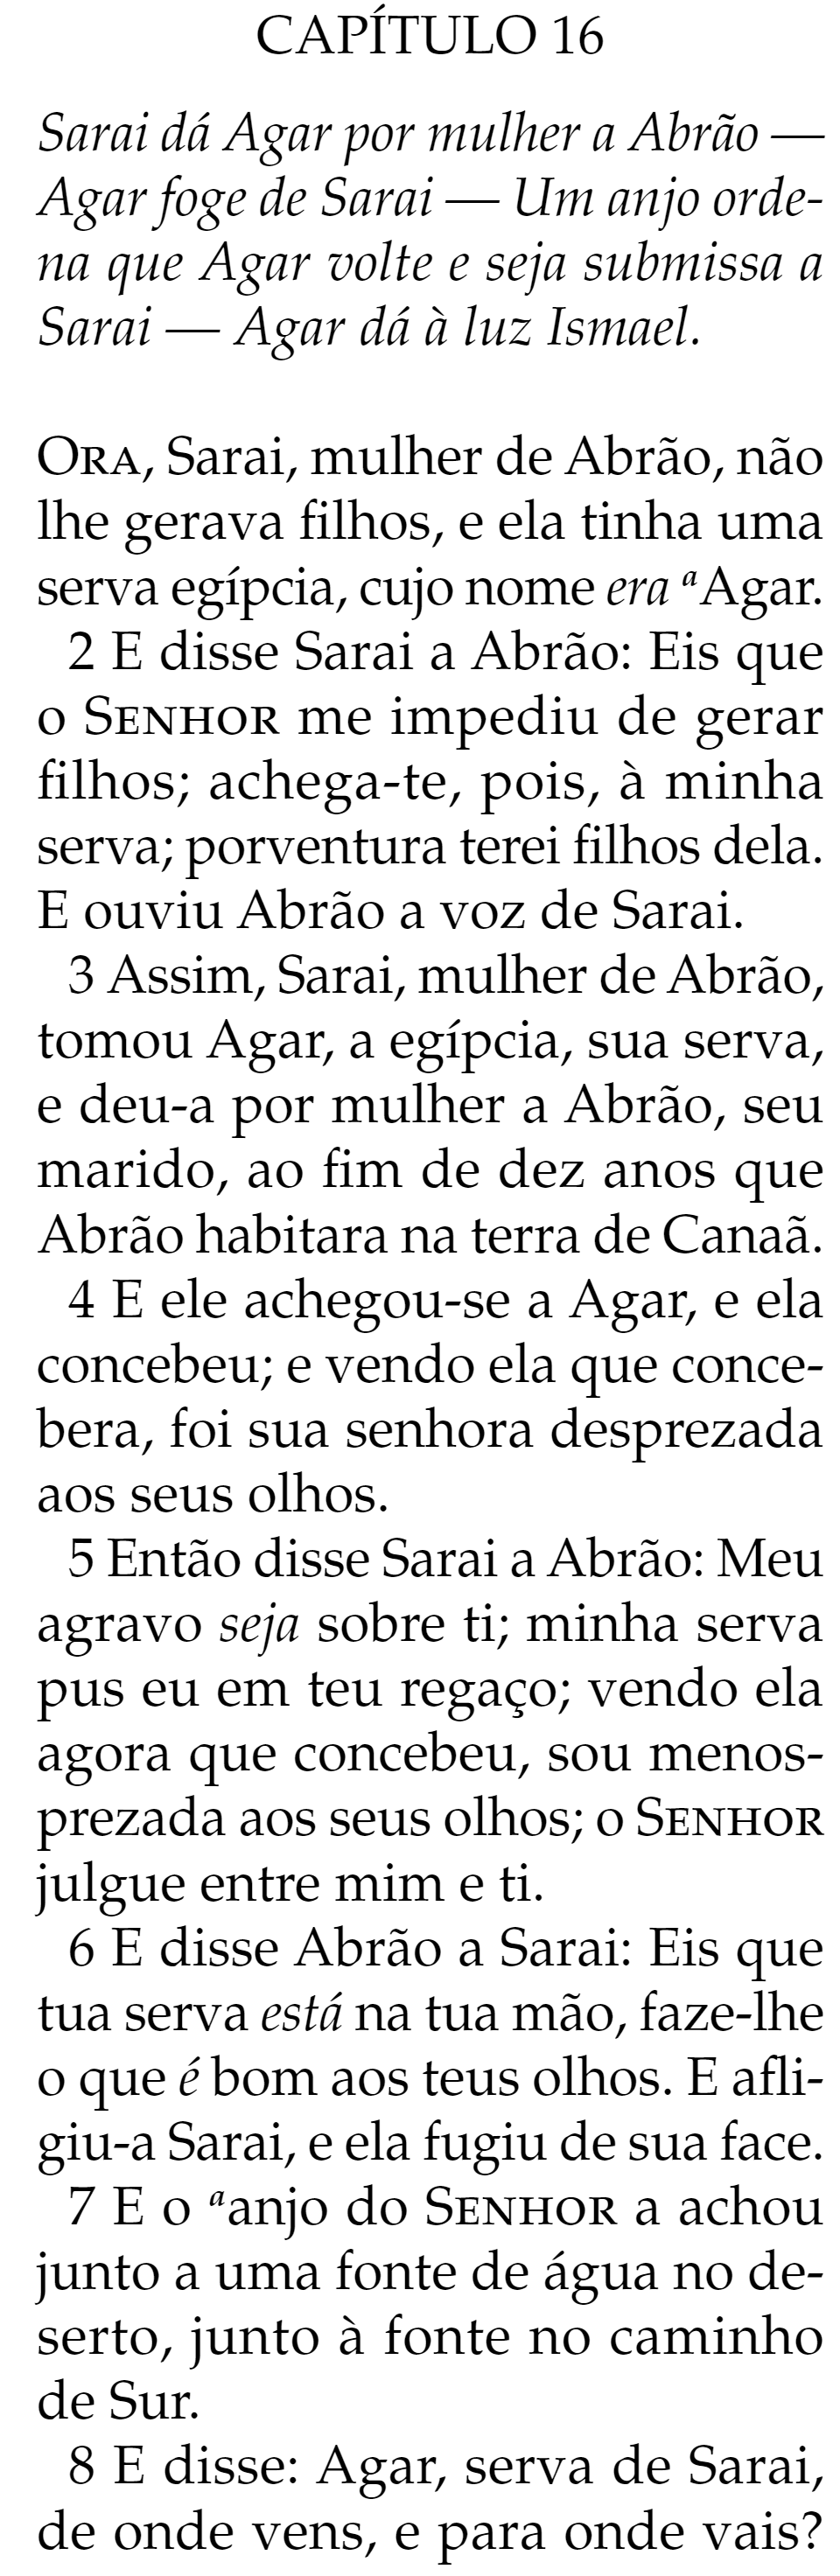 CAPÍTULO 16
Sarai dá Agar por mulher a Abrão —
Agar foge de Sarai — Um anjo orde-
na que Agar volte e seja submissa a
Sarai — Agar dá à luz Ismael.
Ora, Sarai, mulher de Abrão, não
lhe gerava filhos, e ela tinha uma
serva egípcia, cujo nome era ᵃAgar.
2 E disse Sarai a Abrão: Eis que
o Senhor me impediu de gerar
filhos; achega-te, pois, à minha
serva; porventura terei filhos dela.
E ouviu Abrão a voz de Sarai.
3 Assim, Sarai, mulher de Abrão,
tomou Agar, a egípcia, sua serva,
e deu-a por mulher a Abrão, seu
marido, ao fim de dez anos que
Abrão habitara na terra de Canaã.
4 E ele achegou-se a Agar, e ela
concebeu; e vendo ela que conce-
bera, foi sua senhora desprezada
aos seus olhos.
5 Então disse Sarai a Abrão: Meu
agravo seja sobre ti; minha serva
pus eu em teu regaço; vendo ela
agora que concebeu, sou menos-
prezada aos seus olhos; o Senhor
julgue entre mim e ti.
6 E disse Abrão a Sarai: Eis que
tua serva está na tua mão, faze-lhe
o que é bom aos teus olhos. E afli-
giu-a Sarai, e ela fugiu de sua face.
7 E o ᵃanjo do Senhor a achou
junto a uma fonte de água no de-
serto, junto à fonte no caminho
de Sur.
8 E disse: Agar, serva de Sarai,
de onde vens, e para onde vais?